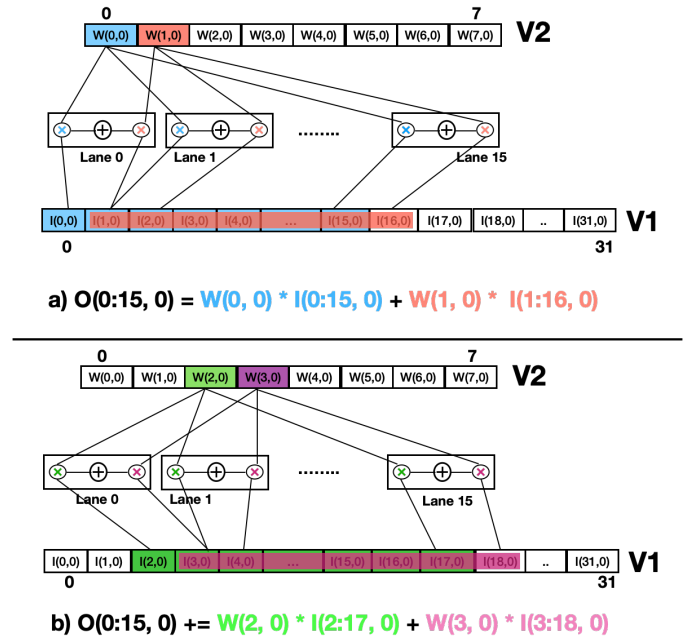 0 7
W(0,0) W(1,0) W(2,0) W(3,0) W(4,0) W(5,0) W(6,0) W(7,0) V2
Lane 0 Lane 1 ........ Lane 15
I(0,0) I(1,0) I(2,0) I(3,0) I(4,0) ... I(15,0) I(16,0) I(17,0) I(18,0) .. I(31,0) V1
0 31
a) O(0:15, 0) = W(0, 0) * I(0:15, 0) + W(1, 0) * I(1:16, 0)
0 7
W(0,0) W(1,0) W(2,0) W(3,0) W(4,0) W(5,0) W(6,0) W(7,0) V2
Lane 0 Lane 1 ........ Lane 15
I(0,0) I(1,0) I(2,0) I(3,0) I(4,0) ... I(15,0) I(16,0) I(17,0) I(18,0) .. I(31,0) V1
0 31
b) O(0:15, 0) += W(2, 0) * I(2:17, 0) + W(3, 0) * I(3:18, 0)